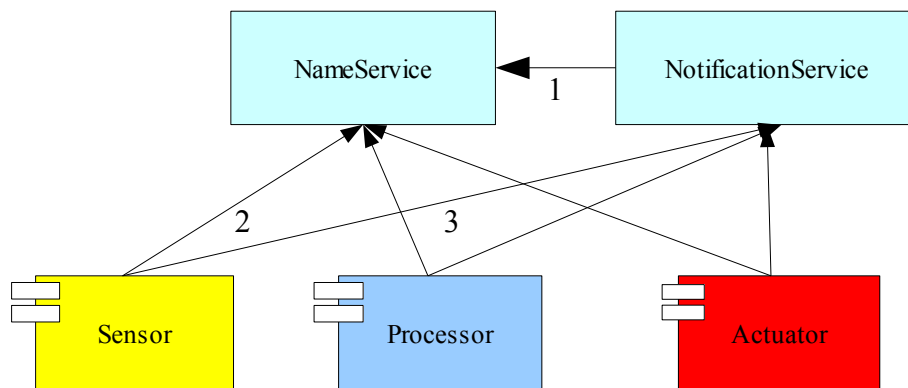 NameService
NotificationService
1
2
3
Sensor
Processor
Actuator